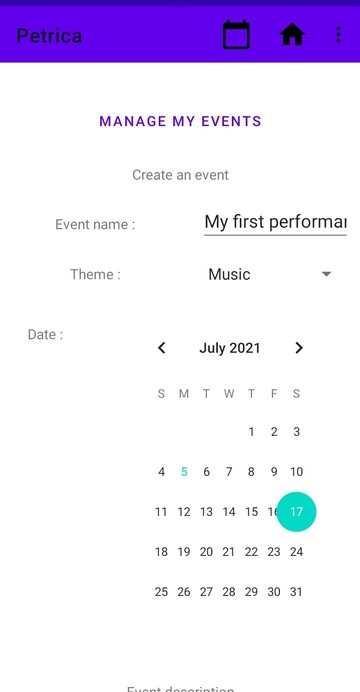 Petrica
MANAGE MY EVENTS
Create an event
Event name :
My first performan
Theme :
Music
Date :
July 2021
S M T W T F S
1 2 3
4 5 6 7 8 9 10
11 12 13 14 15 16 17
18 19 20 21 22 23 24
25 26 27 28 29 30 31
Event description